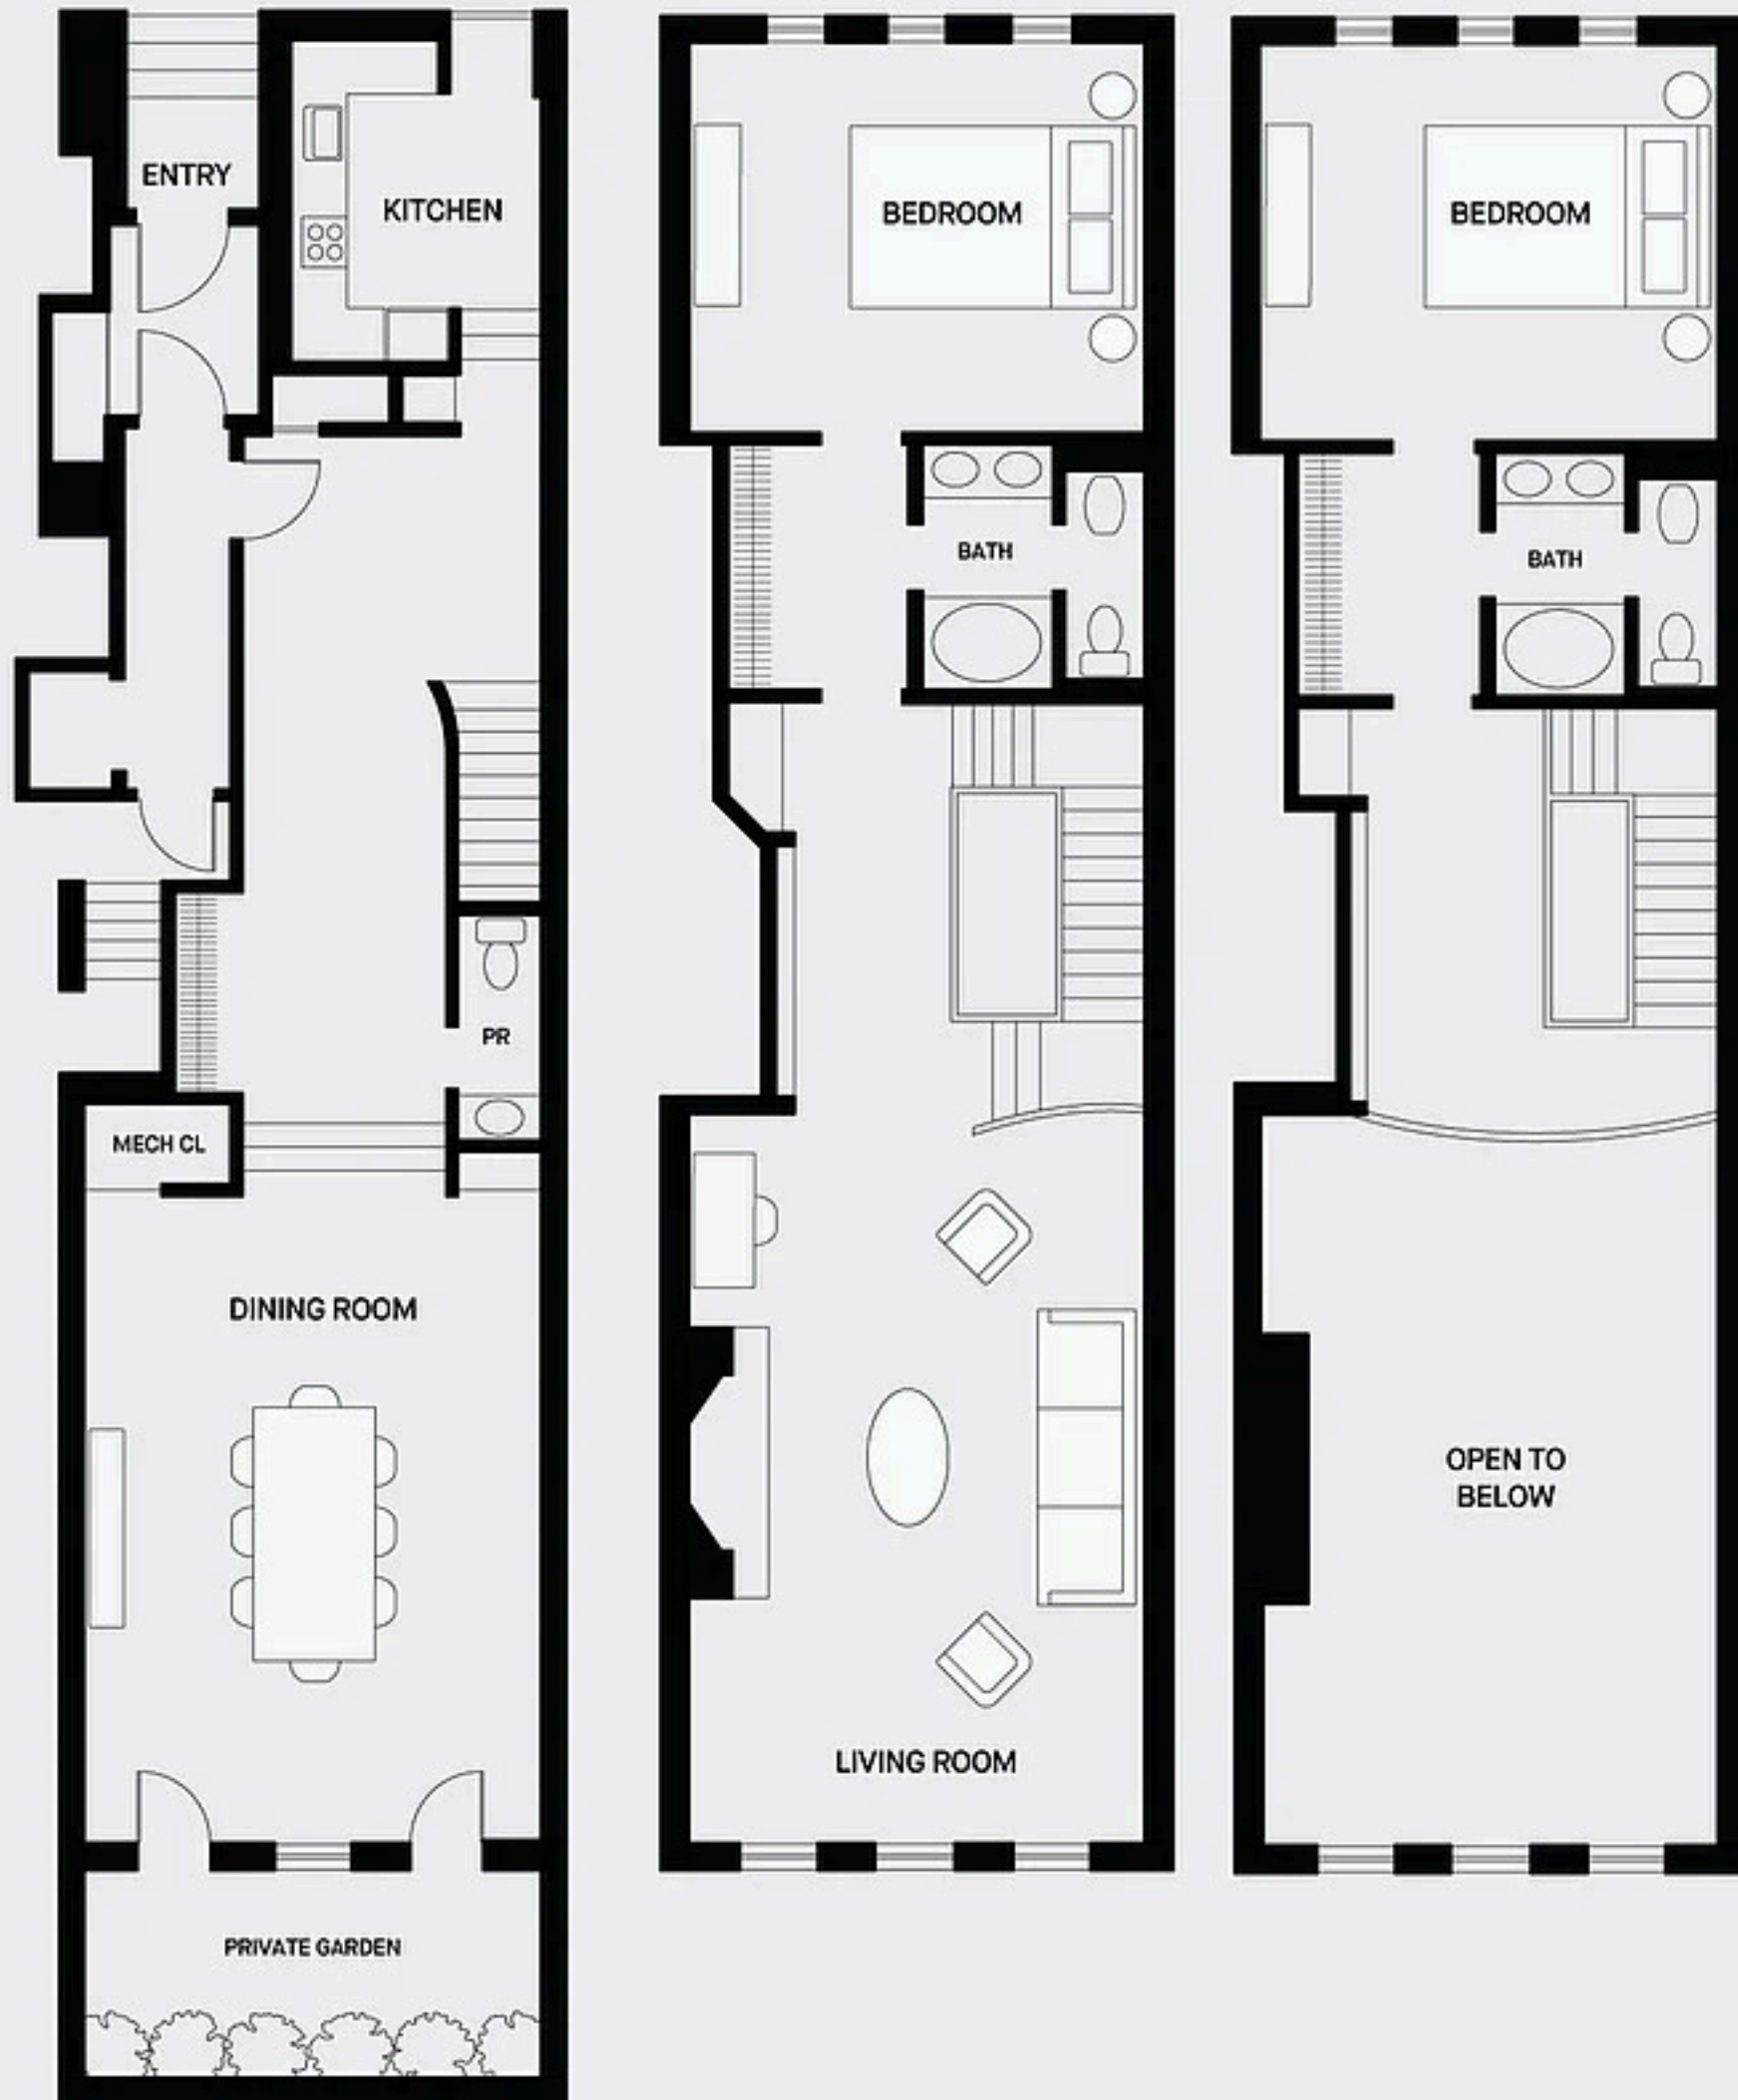 ENTRY
KITCHEN
PR
MECH CL
DINING ROOM
PRIVATE GARDEN
BEDROOM
BATH
LIVING ROOM
BEDROOM
BATH
OPEN TO
BELOW